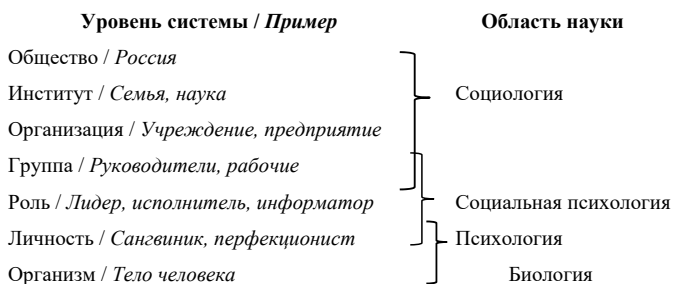 Уровень системы / Пример Область науки
Общество / Россия
Институт / Семья, наука Социология
Организация / Учреждение, предприятие
Группа / Руководители, рабочие
Роль / Лидер, исполнитель, информатор Социальная психология
Личность / Сангвиник, перфекционист Психология
Организм / Тело человека Биология